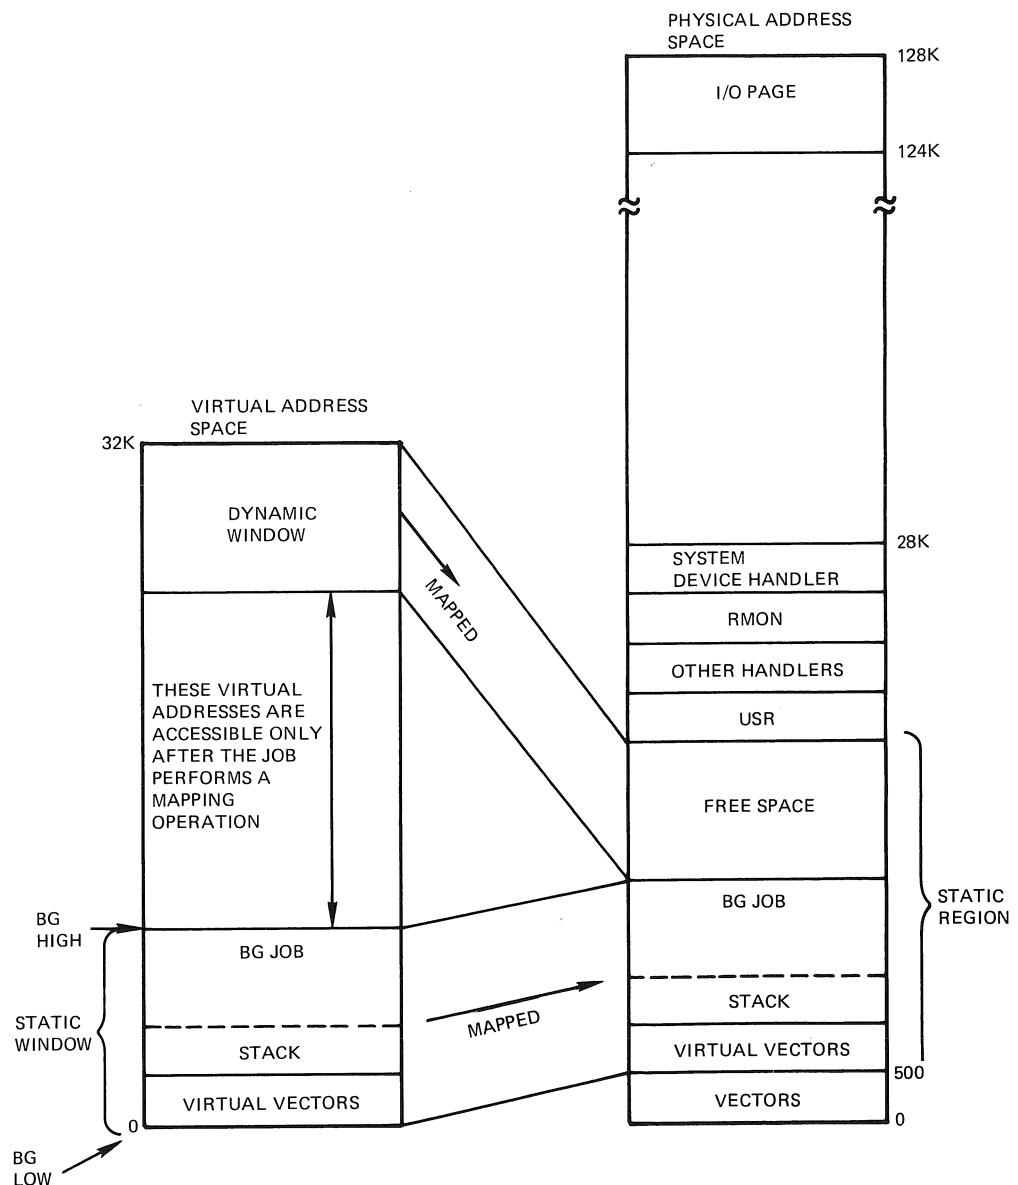 PHYSICAL ADDRESS
SPACE
128K
I/O PAGE
124K
VIRTUAL ADDRESS
SPACE
32K
DYNAMIC
WINDOW
MAPPED
28K
SYSTEM
DEVICE HANDLER
RMON
OTHER HANDLERS
USR
THESE VIRTUAL
ADDRESSES ARE
ACCESSIBLE ONLY
AFTER THE JOB
PERFORMS A
MAPPING
OPERATION
FREE SPACE
BG
HIGH
BG JOB
BG JOB
STATIC
REGION
STATIC
WINDOW
STACK
MAPPED
STACK
VIRTUAL VECTORS
VIRTUAL VECTORS
500
VECTORS
0
0
BG
LOW